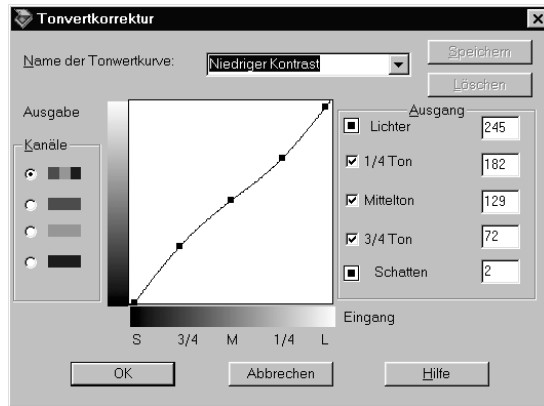 Tonvertkorrektur
Name der Tonwertkurve: Niedriger Kontrast
Speichern
Löschen
Ausgabe
Kanäle
Ausgang
Lichter 245
1/4 Ton 182
Mittelton 129
3/4 Ton 72
Schatten 2
Eingang
S 3/4 M 1/4 L
OK Abbrechen Hilfe